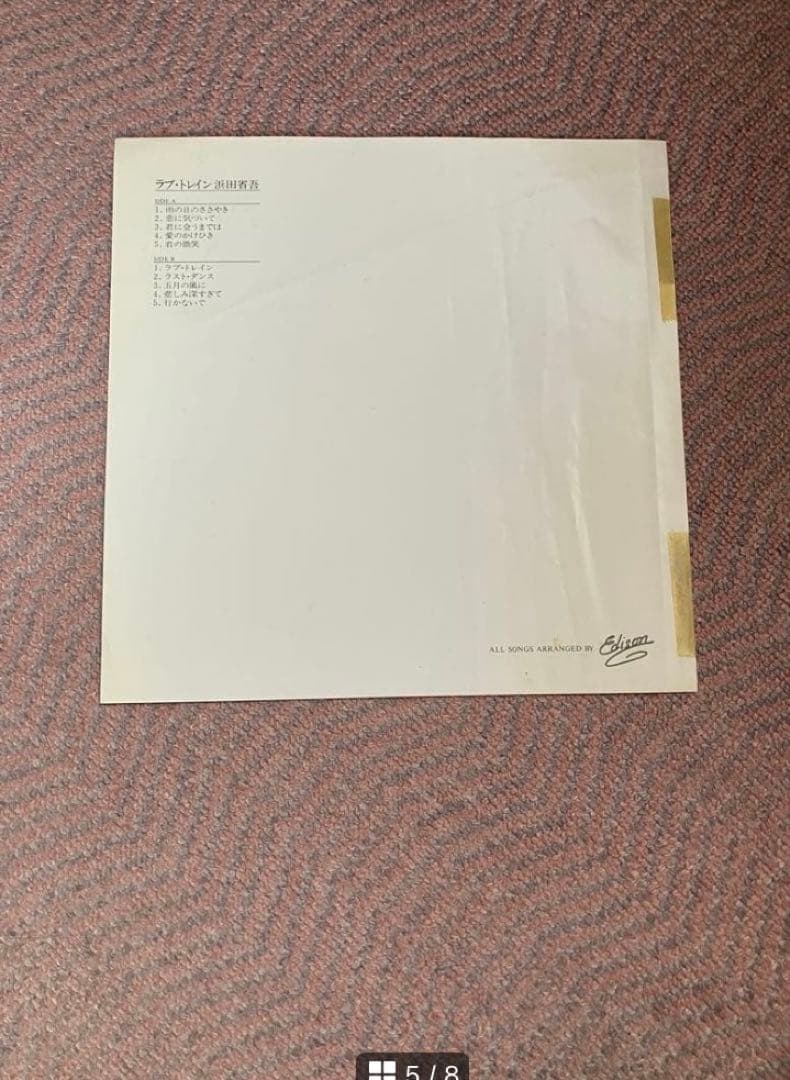 ラブ・トレイン 浜田省吾
SIDE A
1. 雨の日のささやき
2. 恋に気づいて
3. 君に会うまでは
4. 愛のかけひき
5. 君の微笑
SIDE B
1. ラブ・トレイン
2. ラスト・ダンス
3. 五月の風に
4. 悲しみ深すぎて
5. 行かないで
ALL SONGS ARRANGED BY Edison
5 / 8